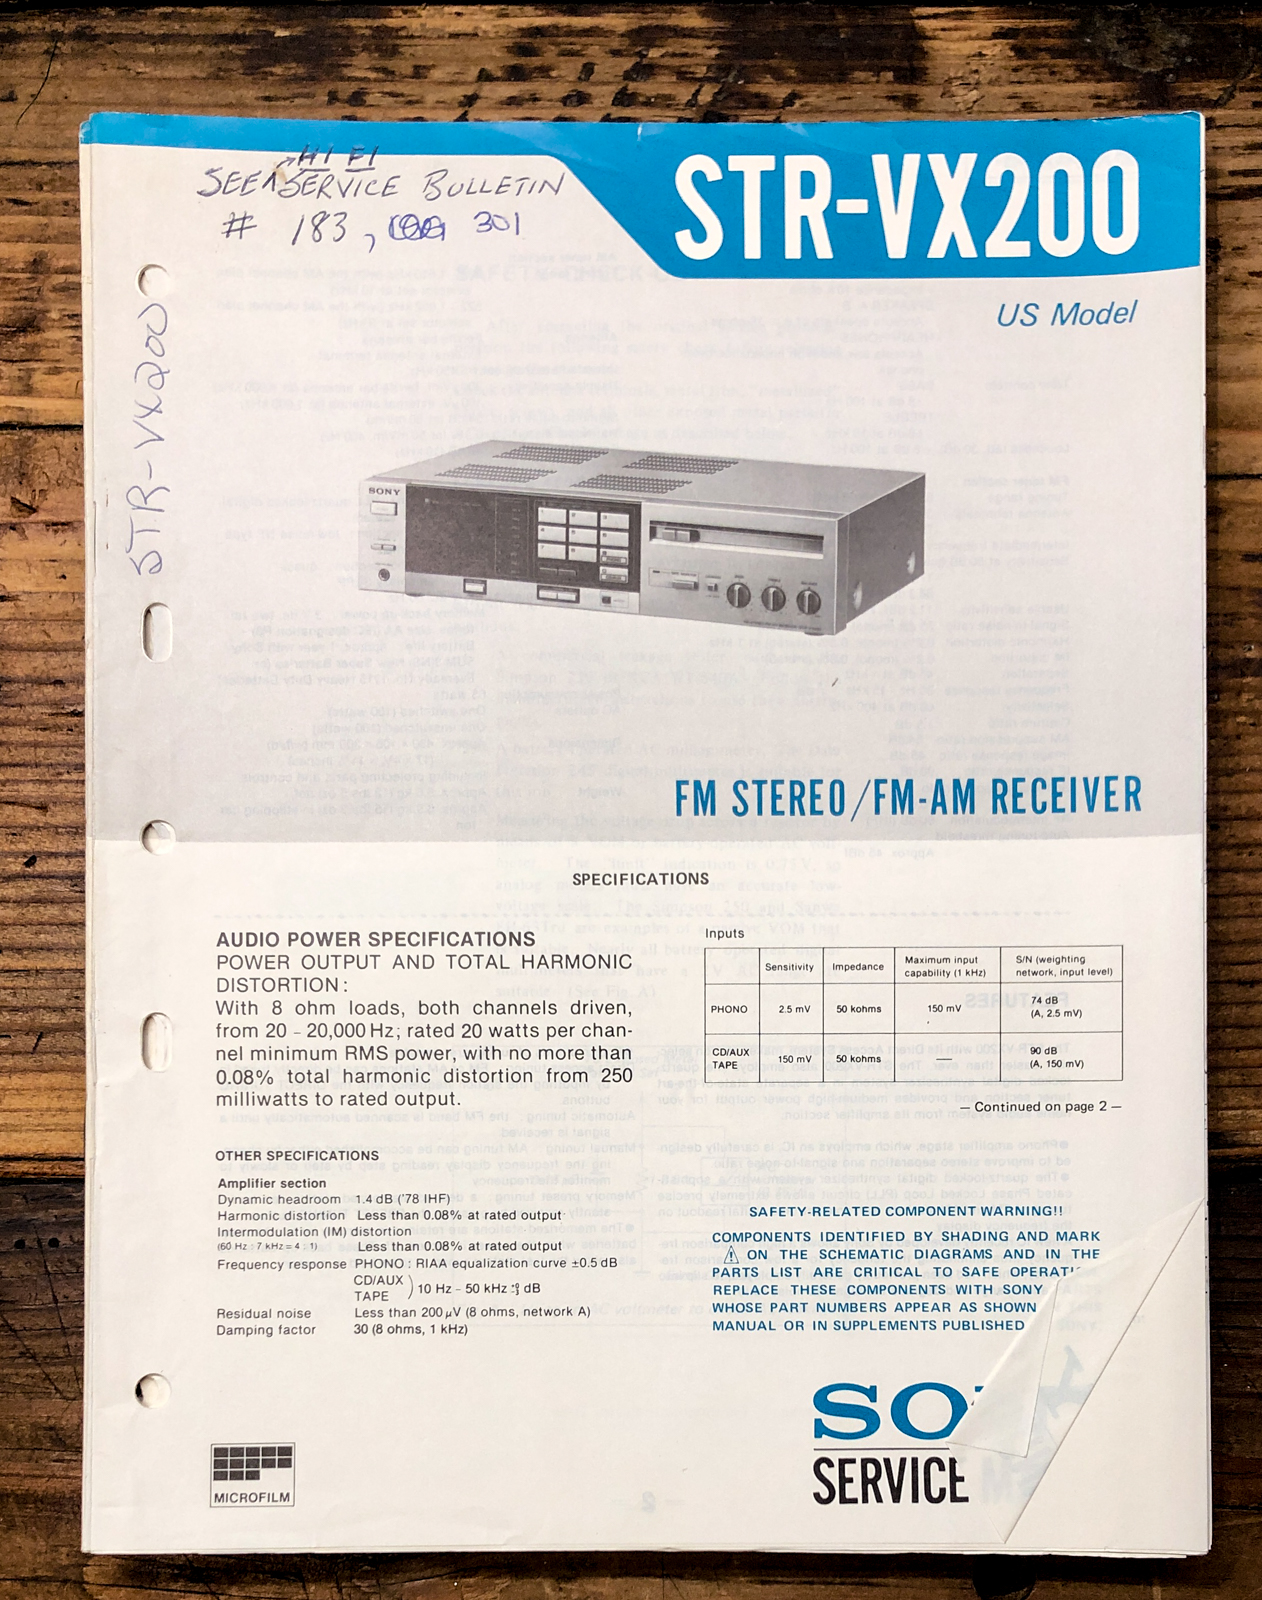 HI FI
SEE ∧ SERVICE BULLETIN
# 183, 301
STR-VX200
STR-VX200
US Model
SONY
FM STEREO/FM-AM RECEIVER
SPECIFICATIONS
AUDIO POWER SPECIFICATIONS
POWER OUTPUT AND TOTAL HARMONIC
DISTORTION:
With 8 ohm loads, both channels driven,
from 20 – 20,000 Hz; rated 20 watts per chan-
nel minimum RMS power, with no more than
0.08% total harmonic distortion from 250
milliwatts to rated output.
OTHER SPECIFICATIONS
Amplifier section
Dynamic headroom 1.4 dB ('78 IHF)
Harmonic distortion Less than 0.08% at rated output
Intermodulation (IM) distortion
(60 Hz : 7 kHz = 4 : 1) Less than 0.08% at rated output
Frequency response PHONO : RIAA equalization curve ±0.5 dB
CD/AUX
TAPE ) 10 Hz – 50 kHz dB
Residual noise Less than 200 μV (8 ohms, network A)
Damping factor 30 (8 ohms, 1 kHz)
Inputs
Sensitivity Impedance Maximum input capability (1 kHz) S/N (weighting network, input level)
PHONO 2.5 mV 50 kohms 150 mV 74 dB (A, 2.5 mV)
CD/AUX TAPE 150 mV 50 kohms — 90 dB (A, 150 mV)
— Continued on page 2 —
SAFETY-RELATED COMPONENT WARNING!!
COMPONENTS IDENTIFIED BY SHADING AND MARK
⚠ ON THE SCHEMATIC DIAGRAMS AND IN THE
PARTS LIST ARE CRITICAL TO SAFE OPERATI
REPLACE THESE COMPONENTS WITH SONY
WHOSE PART NUMBERS APPEAR AS SHOWN
MANUAL OR IN SUPPLEMENTS PUBLISHED
SO
SERVICE
MICROFILM